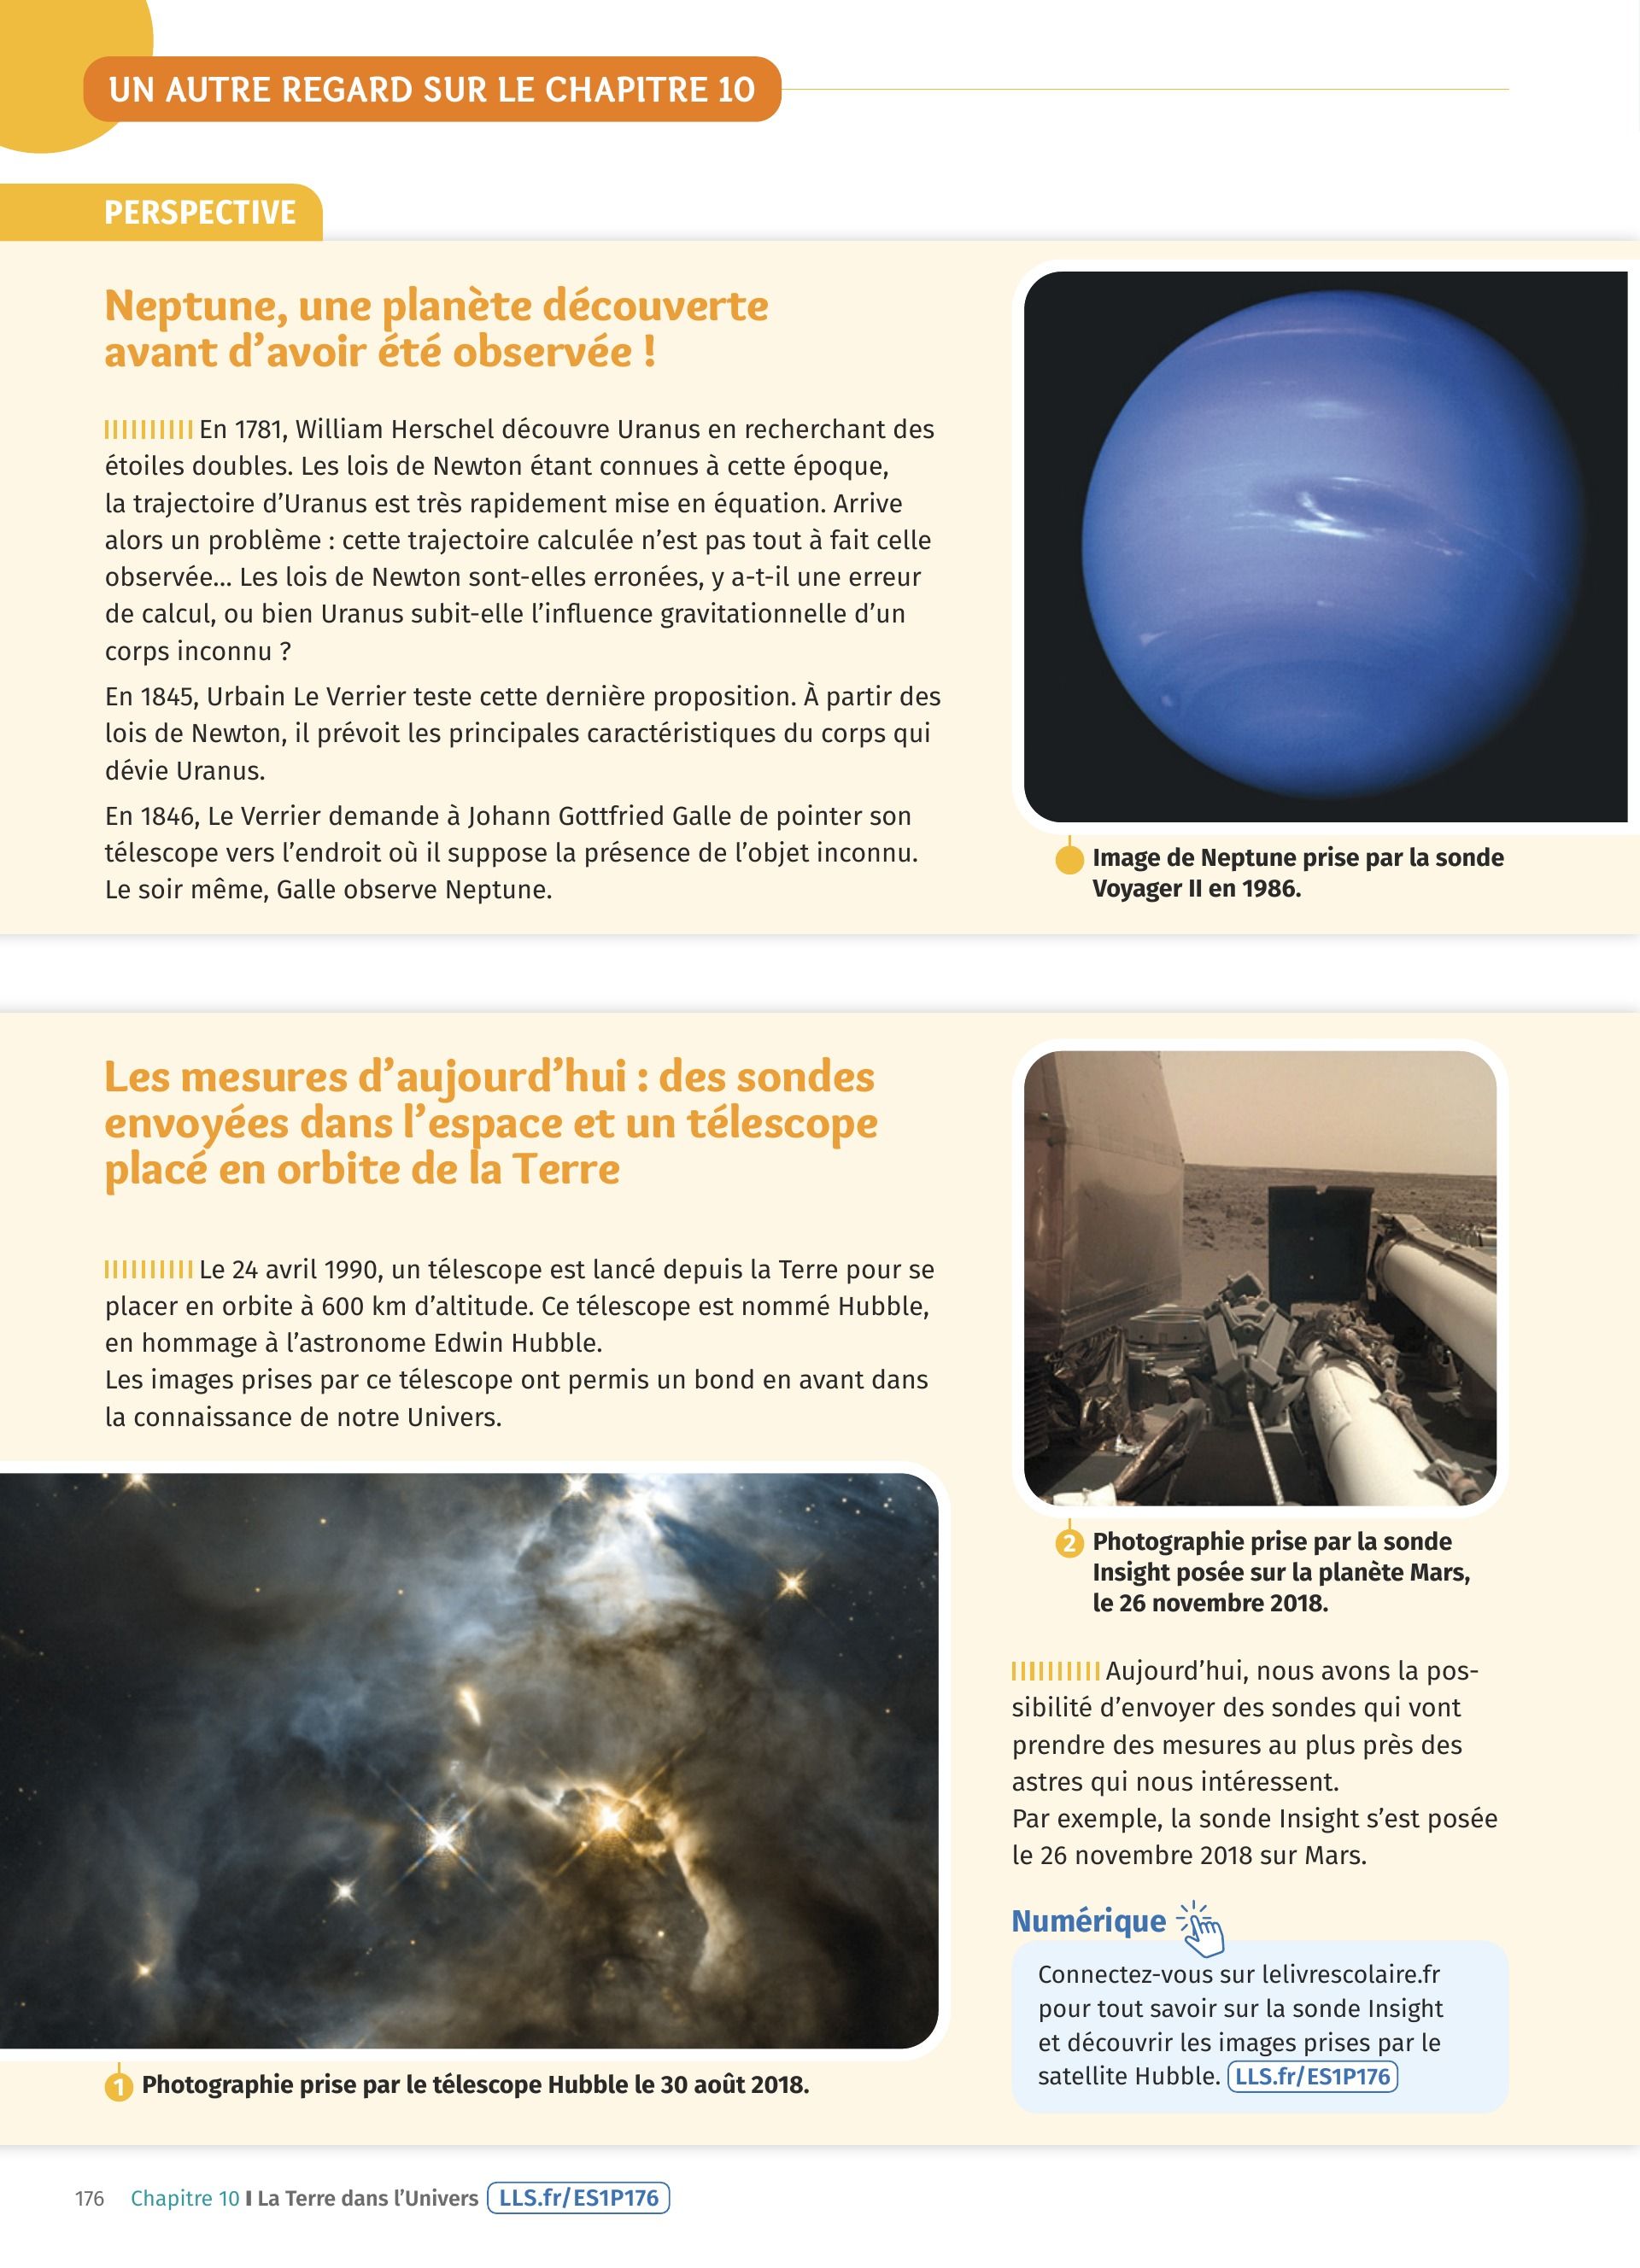 UN AUTRE REGARD SUR LE CHAPITRE 10
PERSPECTIVE
Neptune, une planète découverte
avant d’avoir été observée !
En 1781, William Herschel découvre Uranus en recherchant des
étoiles doubles. Les lois de Newton étant connues à cette époque,
la trajectoire d’Uranus est très rapidement mise en équation. Arrive
alors un problème : cette trajectoire calculée n’est pas tout à fait celle
observée… Les lois de Newton sont-elles erronées, y a-t-il une erreur
de calcul, ou bien Uranus subit-elle l’influence gravitationnelle d’un
corps inconnu ?
En 1845, Urbain Le Verrier teste cette dernière proposition. À partir des
lois de Newton, il prévoit les principales caractéristiques du corps qui
dévie Uranus.
En 1846, Le Verrier demande à Johann Gottfried Galle de pointer son
télescope vers l’endroit où il suppose la présence de l’objet inconnu.
Le soir même, Galle observe Neptune.
Image de Neptune prise par la sonde
Voyager II en 1986.
Les mesures d’aujourd’hui : des sondes
envoyées dans l’espace et un télescope
placé en orbite de la Terre
Le 24 avril 1990, un télescope est lancé depuis la Terre pour se
placer en orbite à 600 km d’altitude. Ce télescope est nommé Hubble,
en hommage à l’astronome Edwin Hubble.
Les images prises par ce télescope ont permis un bond en avant dans
la connaissance de notre Univers.
1 Photographie prise par le télescope Hubble le 30 août 2018.
2 Photographie prise par la sonde
Insight posée sur la planète Mars,
le 26 novembre 2018.
Aujourd’hui, nous avons la pos-
sibilité d’envoyer des sondes qui vont
prendre des mesures au plus près des
astres qui nous intéressent.
Par exemple, la sonde Insight s’est posée
le 26 novembre 2018 sur Mars.
Numérique
Connectez-vous sur lelivrescolaire.fr
pour tout savoir sur la sonde Insight
et découvrir les images prises par le
satellite Hubble. LLS.fr/ES1P176
176 Chapitre 10 I La Terre dans l’Univers LLS.fr/ES1P176